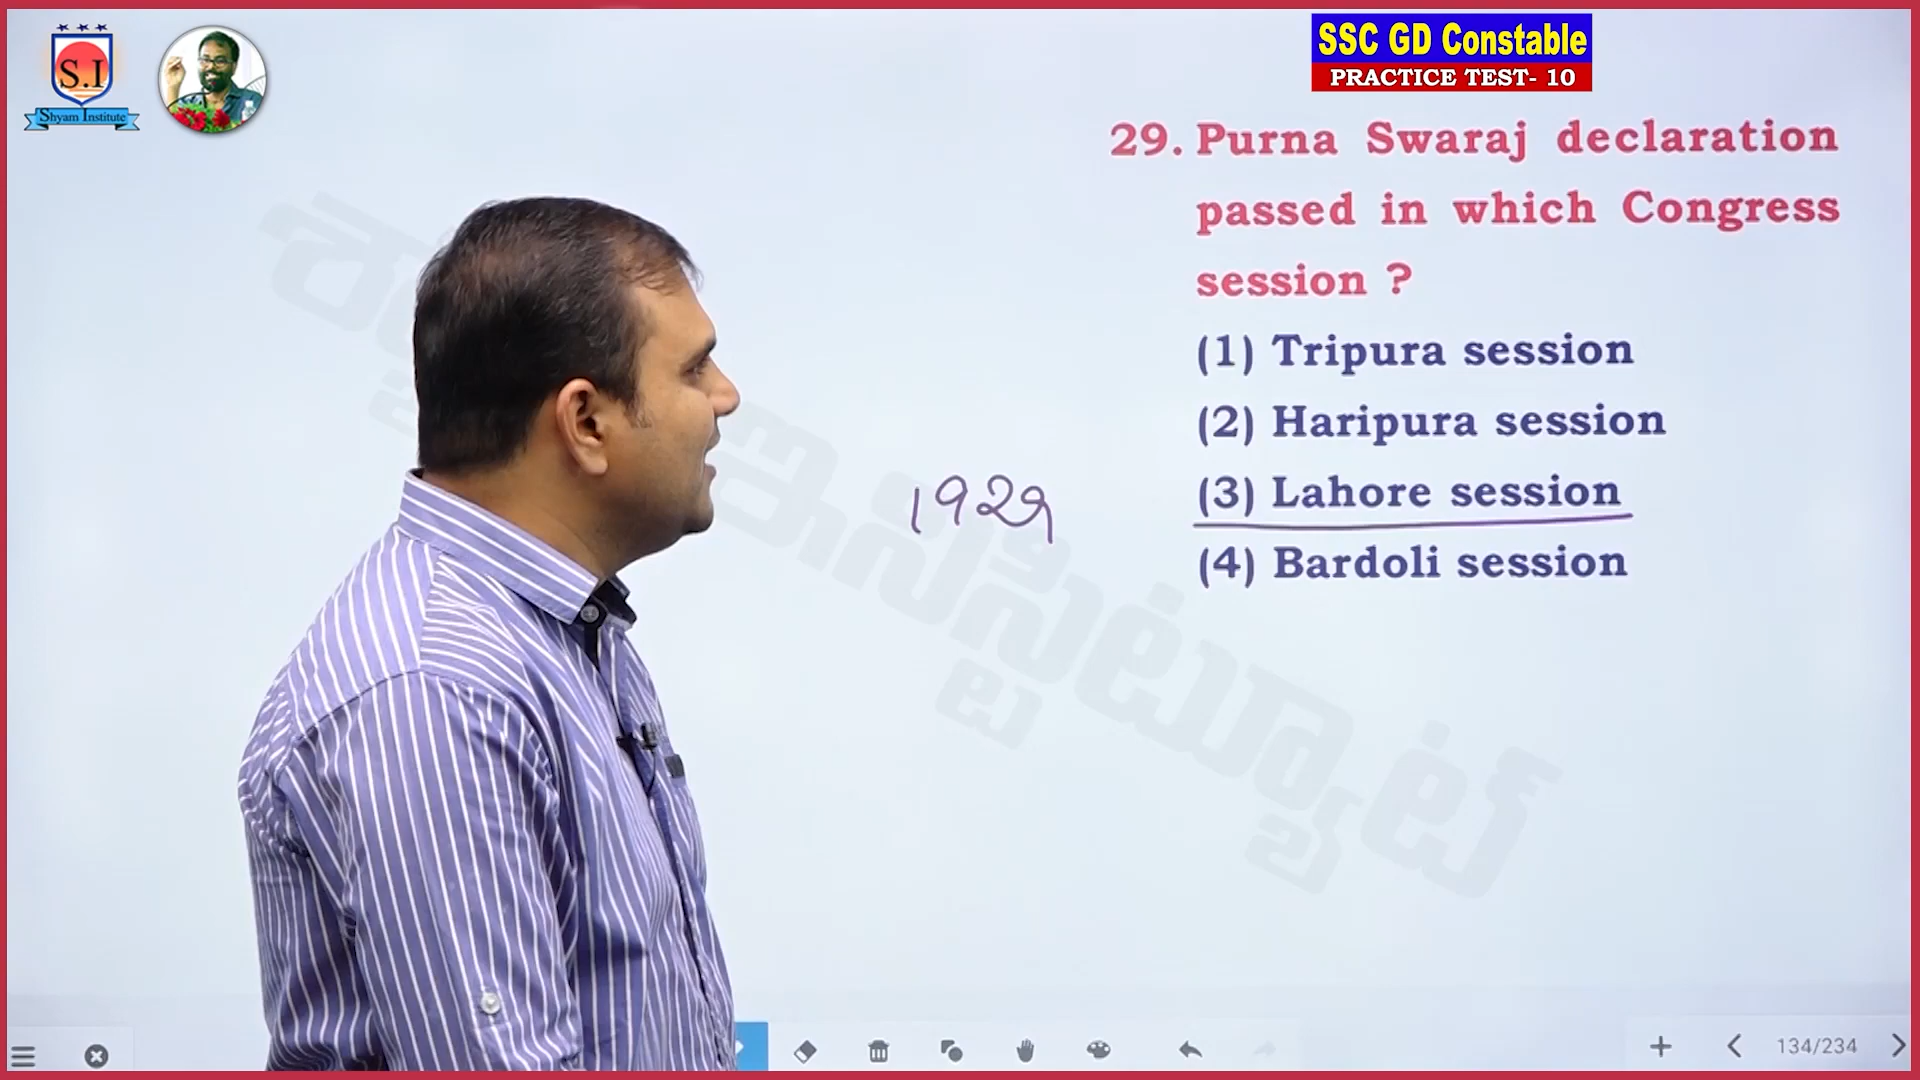 S.I
Shyam Institute
SSC GD Constable
PRACTICE TEST- 10
29. Purna Swaraj declaration
passed in which Congress
session ?
(1) Tripura session
(2) Haripura session
1929
(3) Lahore session
(4) Bardoli session
134/234